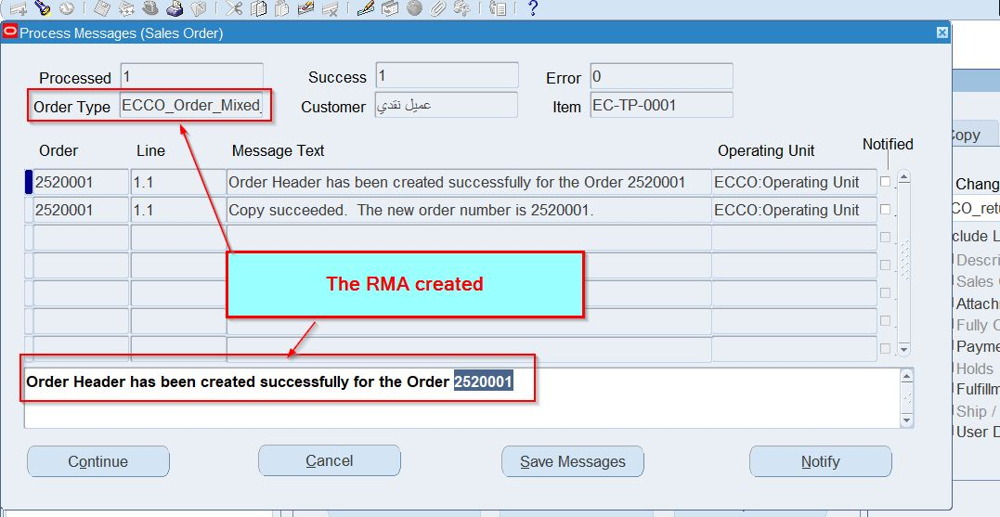 Process Messages (Sales Order)
Processed 1 Success 1 Error 0
Order Type ECCO_Order_Mixed_ Customer عميل نقدي Item EC-TP-0001
Order Line Message Text Operating Unit Notified
2520001 1.1 Order Header has been created successfully for the Order 2520001 ECCO:Operating Unit
2520001 1.1 Copy succeeded. The new order number is 2520001. ECCO:Operating Unit
The RMA created
Order Header has been created successfully for the Order 2520001
Continue Cancel Save Messages Notify
Copy
Chang
CO_retu
clude L
Descri
Sales
Attach
Fully
Payme
Holds
Fulfillm
Ship /
User D